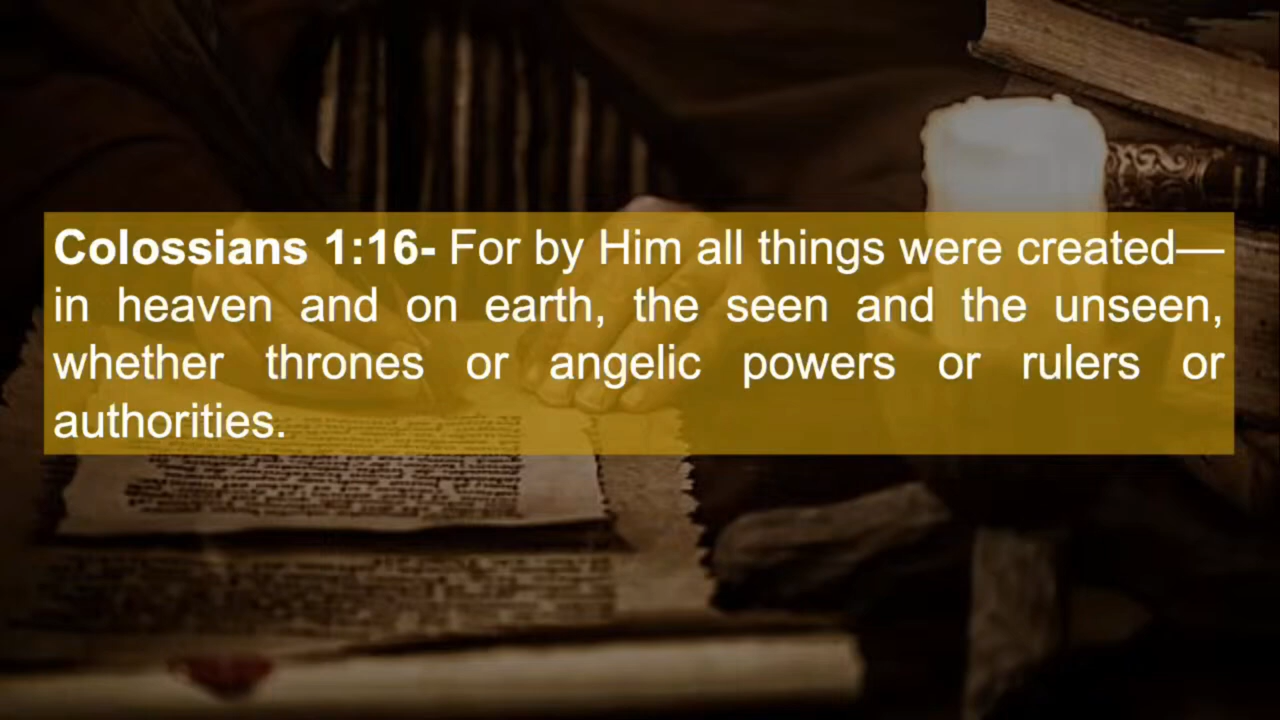 Colossians 1:16- For by Him all things were created—
in heaven and on earth, the seen and the unseen,
whether thrones or angelic powers or rulers or
authorities.